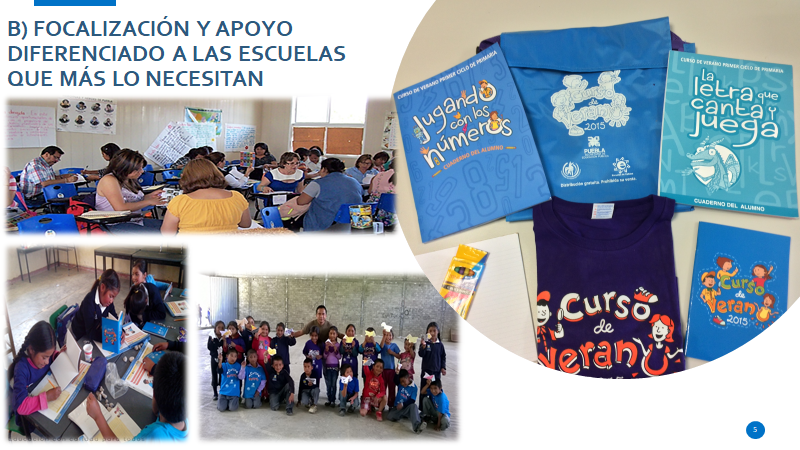 B) FOCALIZACIÓN Y APOYO
DIFERENCIADO A LAS ESCUELAS
QUE MÁS LO NECESITAN
CURSO DE VERANO PRIMER CICLO DE PRIMARIA
Jugando
con los
números
CUADERNO DEL ALUMNO
Curso
de
Verano
2015
PUEBLA
Distribución gratuita. Prohibida su venta.
CURSO DE VERANO PRIMER CICLO DE PRIMARIA
La
letra que
canta y
juega
CUADERNO DEL ALUMNO
Curso
de
Verano
2015
Curso
de
Verano
5